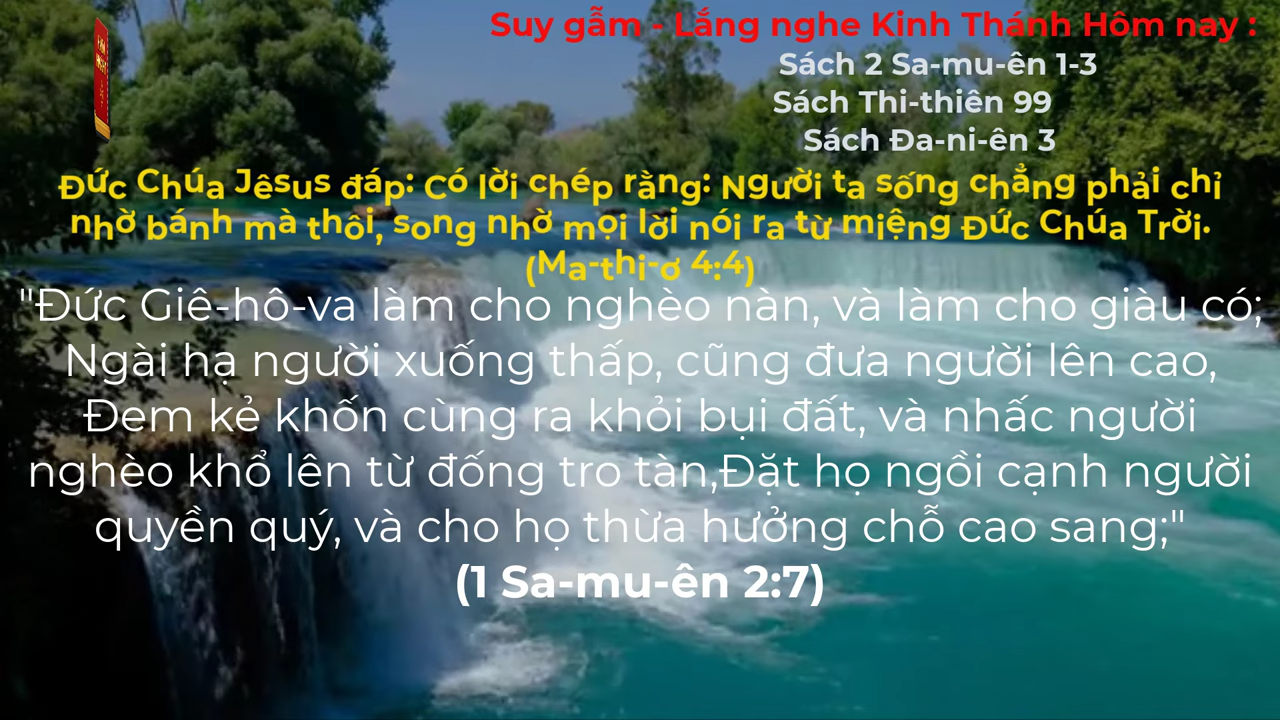 Suy gẫm - Lắng nghe Kinh Thánh Hôm nay :
Sách 2 Sa-mu-ên 1-3
Sách Thi-thiên 99
Sách Đa-ni-ên 3
Đức Chúa Jêsus đáp: Có lời chép rằng: Người ta sống chẳng phải chỉ
nhờ bánh mà thôi, song nhờ mọi lời nói ra từ miệng Đức Chúa Trời.
(Ma-thi-ơ 4:4)
"Đức Giê-hô-va làm cho nghèo nàn, và làm cho giàu có;
Ngài hạ người xuống thấp, cũng đưa người lên cao,
Đem kẻ khốn cùng ra khỏi bụi đất, và nhấc người
nghèo khổ lên từ đống tro tàn,Đặt họ ngồi cạnh người
quyền quý, và cho họ thừa hưởng chỗ cao sang;"
(1 Sa-mu-ên 2:7)